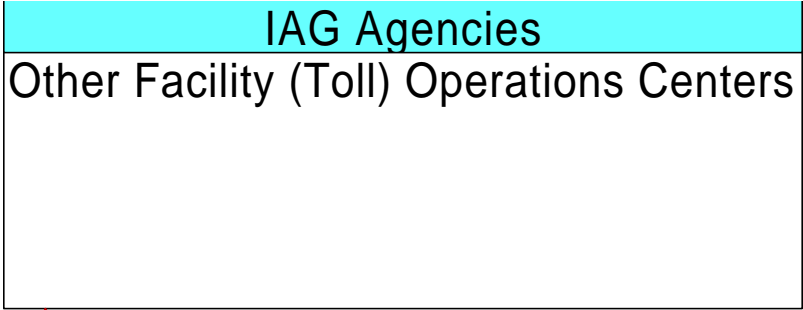 IAG Agencies
Other Facility (Toll) Operations Centers